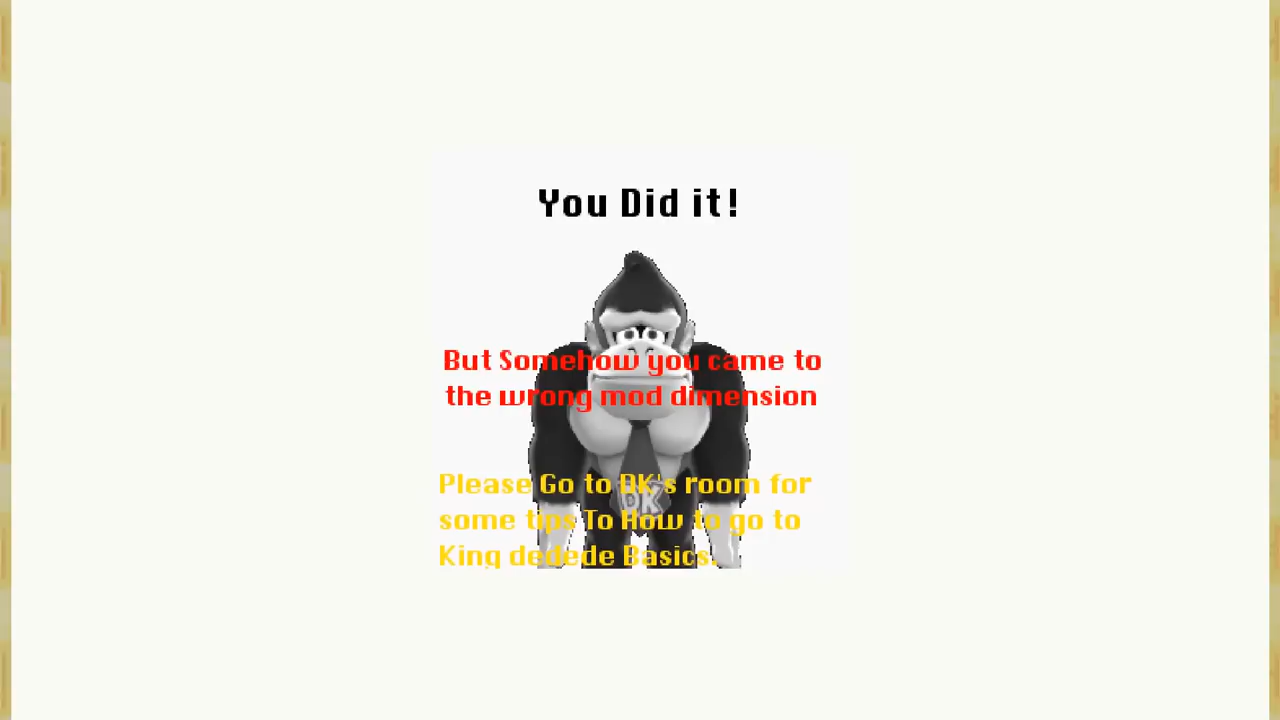 You Did it!
But Somehow you came to
the wrong mod dimension
Please Go to DK's room for
some tips To How to go to
King dedede Basics.
DK